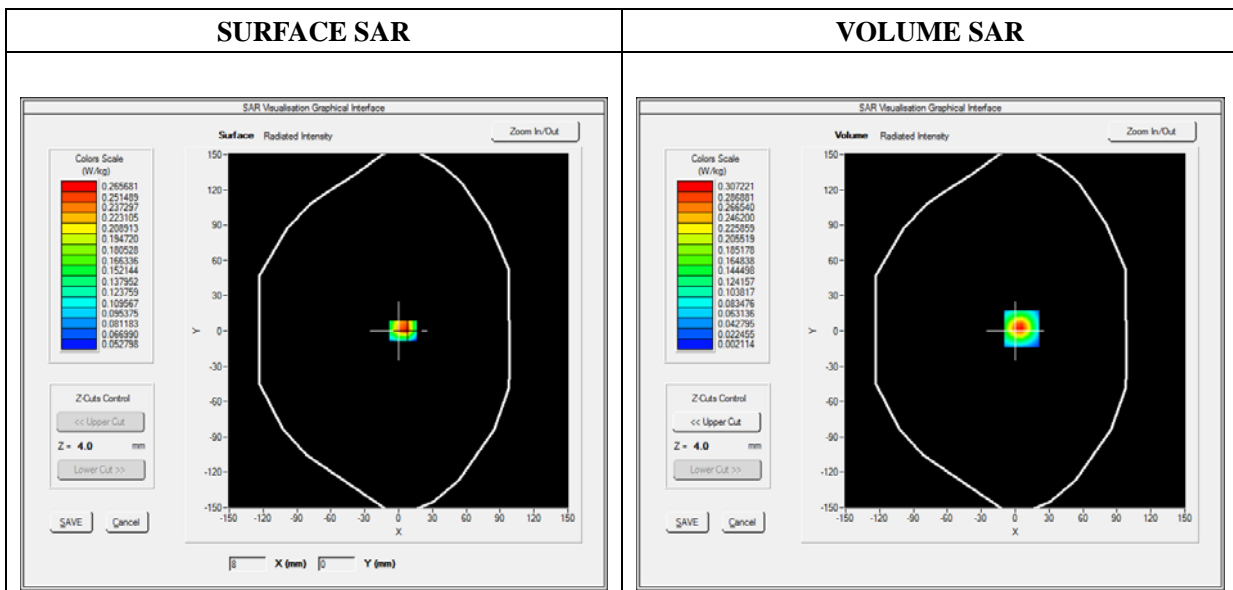 SURFACE SAR
VOLUME SAR
SAR Visualisation Graphical Interface
Surface Radiated Intensity
Zoom In/Out
Colors Scale
(W/kg)
0.265681
0.251489
0.237297
0.223105
0.208913
0.194720
0.180528
0.166336
0.152144
0.137952
0.123759
0.109567
0.095375
0.081183
0.066990
0.052798
Z-Cuts Control
<< Upper Cut
Z = 4.0 mm
Lower Cut >>
SAVE Cancel
150
120
90
60
30
0
-30
-60
-90
-120
-150
Y
-150 -120 -90 -60 -30 0 30 60 90 120 150
X
8 X (mm) 0 Y (mm)
SAR Visualisation Graphical Interface
Volume Radiated Intensity
Zoom In/Out
Colors Scale
(W/kg)
0.307221
0.286881
0.266540
0.246200
0.225859
0.205519
0.185178
0.164838
0.144498
0.124157
0.103817
0.083476
0.063136
0.042795
0.022455
0.002114
Z-Cuts Control
<< Upper Cut
Z = 4.0 mm
Lower Cut >>
SAVE Cancel
150
120
90
60
30
0
-30
-60
-90
-120
-150
Y
-150 -120 -90 -60 -30 0 30 60 90 120 150
X